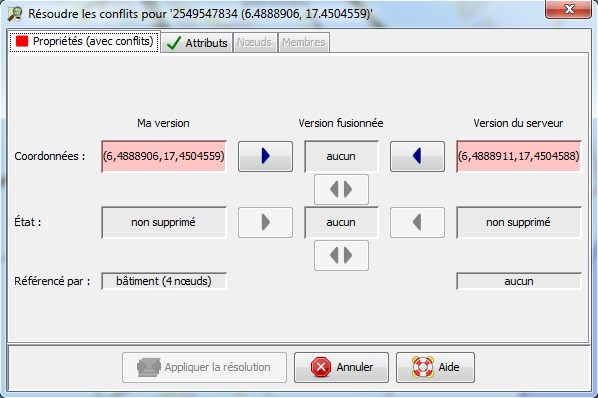 Résoudre les conflits pour '2549547834 (6.4888906, 17.4504559)'
Propriétés (avec conflits) Attributs Nœuds Membres
Ma version Version fusionnée Version du serveur
Coordonnées : (6,4888906,17,4504559) aucun (6,4888911,17,4504588)
État : non supprimé aucun non supprimé
Référencé par : bâtiment (4 nœuds) aucun
Appliquer la résolution Annuler Aide